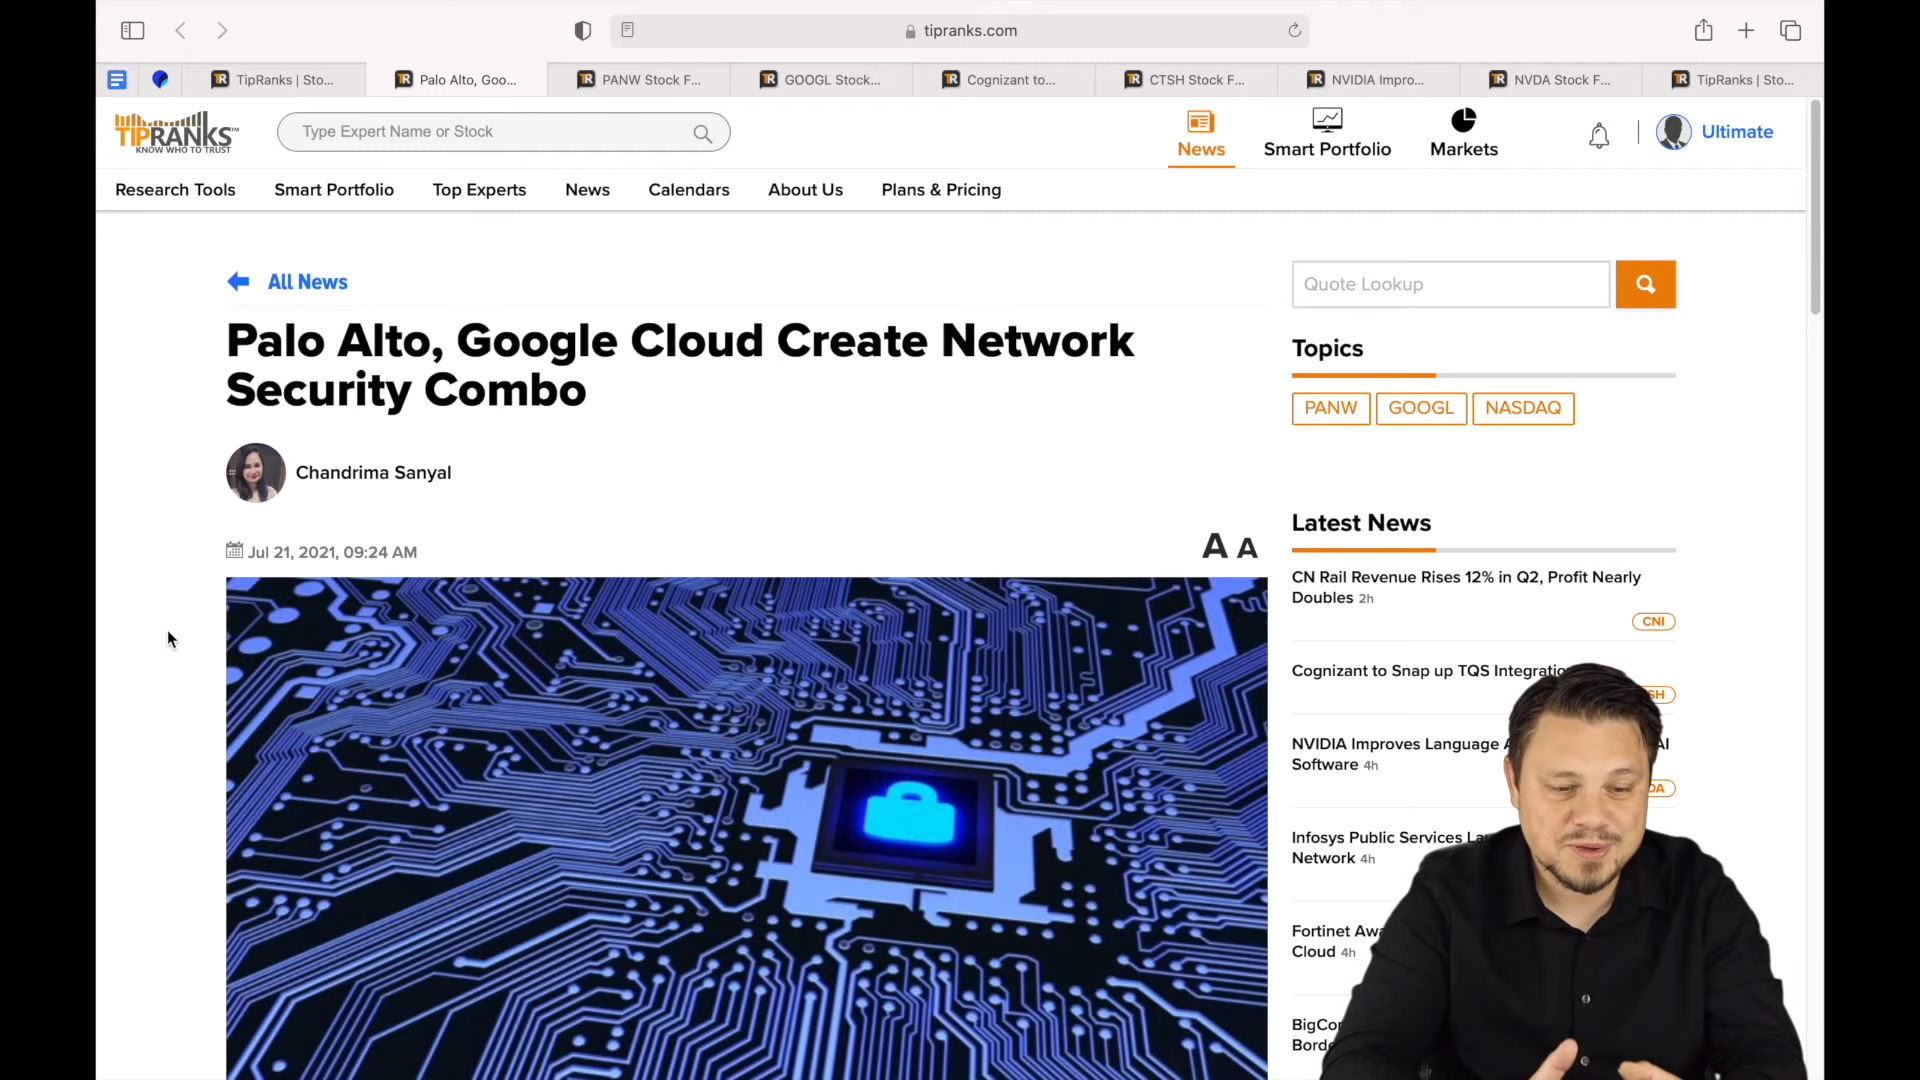 tipranks.com
TipRanks | Sto...
Palo Alto, Goo...
PANW Stock F...
GOOGL Stock...
Cognizant to...
CTSH Stock F...
NVIDIA Impro...
NVDA Stock F...
TipRanks | Sto...
TIPRANKS™
KNOW WHO TO TRUST
Type Expert Name or Stock
News
Smart Portfolio
Markets
Ultimate
Research Tools
Smart Portfolio
Top Experts
News
Calendars
About Us
Plans & Pricing
All News
Palo Alto, Google Cloud Create Network
Security Combo
Chandrima Sanyal
Jul 21, 2021, 09:24 AM
A A
Quote Lookup
Topics
PANW
GOOGL
NASDAQ
Latest News
CN Rail Revenue Rises 12% in Q2, Profit Nearly
Doubles 2h
CNI
Cognizant to Snap up TQS
NVIDIA Improves Language AI
Software 4h
Infosys Public Services
Network 4h
Fortinet
Cloud 4h